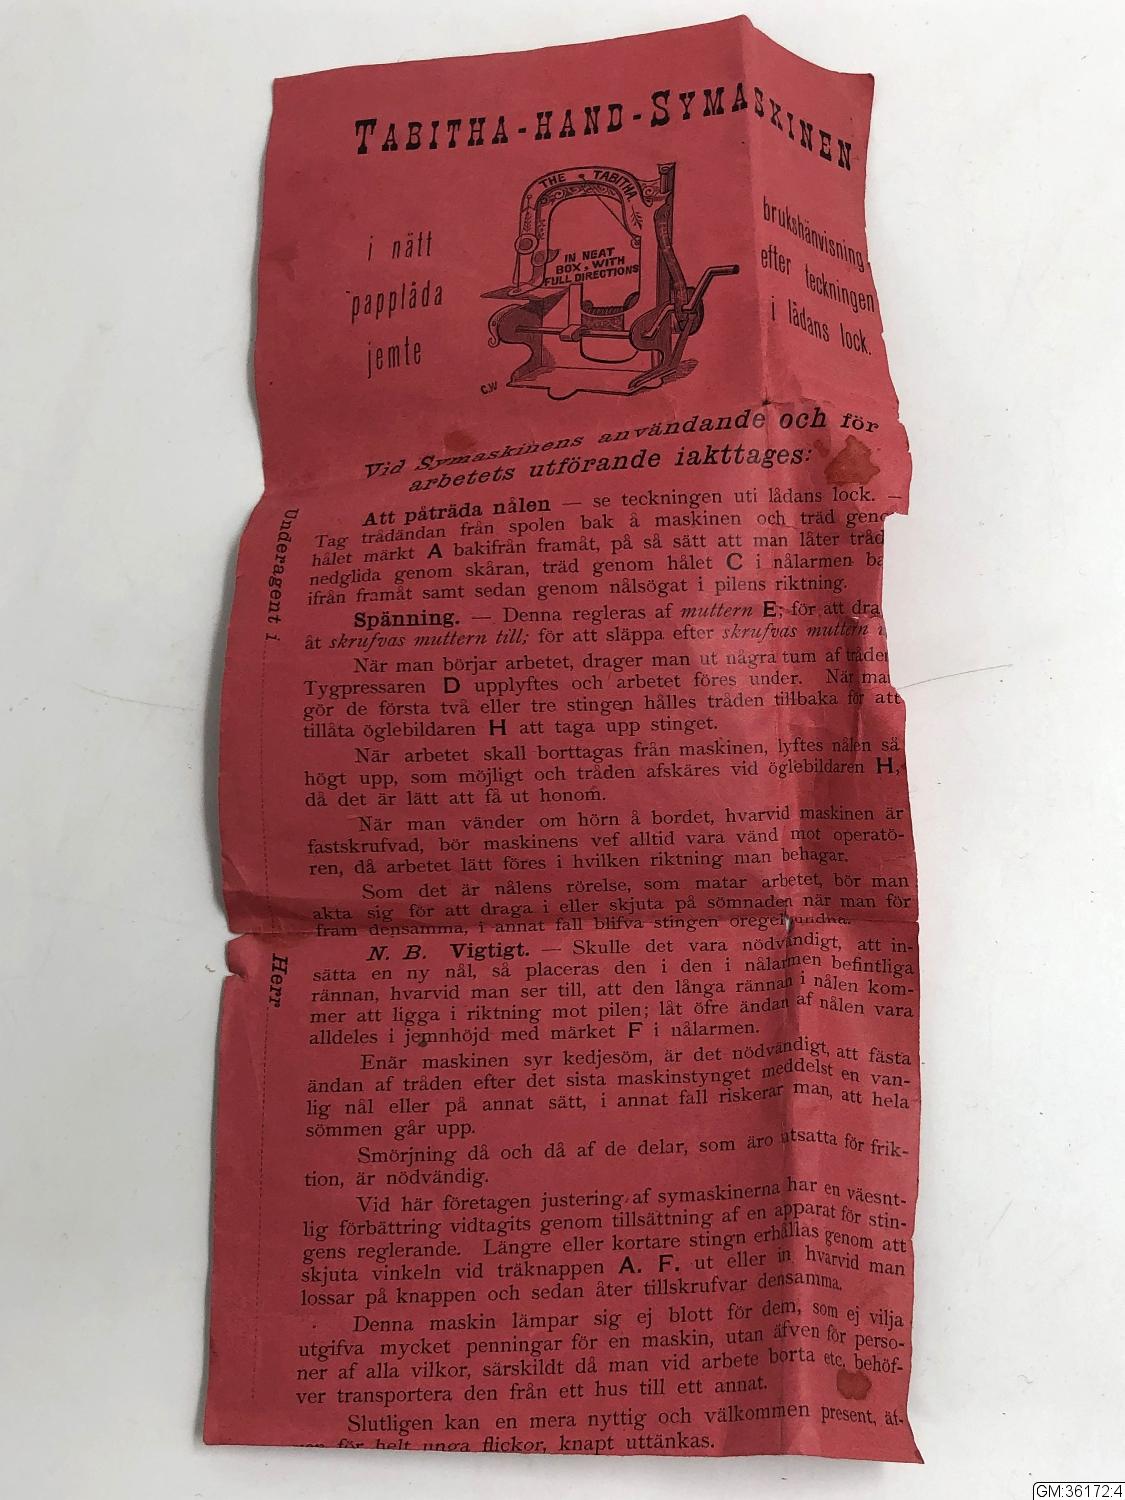 TABITHA-HAND-SYMASKINEN
i nätt
pappläda
jemte
THE TABITHA
IN NEAT
BOX, WITH
FULL DIRECTIONS
C.W
brukshänvisning
efter teckningen
i lådans lock.
Vid Symaskinens användande och för
arbetets utförande iakttages:
Att påträda nålen — se teckningen uti lådans lock. —
Tag trådändan från spolen bak å maskinen och träd
hålet märkt A bakifrån framåt, på så sätt att man låter
nedglida genom skåran, träd genom hålet C i nålarmen
ifrån framåt samt sedan genom nålsögat i pilens riktning.
Spänning. — Denna regleras af muttern E; för att
åt skrufvas muttern till; för att släppa efter skrufvas muttern
När man börjar arbetet, drager man ut några tum af
Tygpressaren D upplyftes och arbetet föres under. När
gör de första två eller tre stingen hålles tråden tillbaka för att
tillåta öglebildaren H att taga upp stinget.
När arbetet skall borttagas från maskinen, lyftes nålen så
högt upp, som möjligt och tråden afskäres vid öglebildaren H,
då det är lätt att få ut honom.
När man vänder om hörn å bordet, hvarvid maskinen är
fastskrufvad, bör maskinens vef alltid vara vänd mot operatö-
ren, då arbetet lätt föres i hvilken riktning man behagar.
Som det är nålens rörelse, som matar arbetet, bör man
akta sig för att draga i eller skjuta på sömnaden när man för
fram densamma, i annat fall blifva stingen
N. B. Vigtigt. — Skulle det vara nödvändigt, att in-
sätta en ny nål, så placeras den i den i nålarmen befintliga
rännan, hvarvid man ser till, att den långa rännan i nålen kom-
mer att ligga i riktning mot pilen; låt öfre ändan af nålen vara
alldeles i jemnhöjd med märket F i nålarmen.
Enär maskinen syr kedjesöm, är det nödvändigt, att fästa
ändan af tråden efter det sista maskinstynget meddelst en van-
lig nål eller på annat sätt, i annat fall riskerar man, att hela
sömmen går upp.
Smörjning då och då af de delar, som äro utsatta för frik-
tion, är nödvändig.
Vid här företagen justering af symaskinerna har en väesnt-
lig förbättring vidtagits genom tillsättning af en apparat för stin-
gens reglerande. Längre eller kortare stingn erhållas genom att
skjuta vinkeln vid träknappen A. F. ut eller in, hvarvid man
lossar på knappen och sedan åter tillskrufvar densamma.
Denna maskin lämpar sig ej blott för dem, som ej vilja
utgifva mycket penningar för en maskin, utan äfven för perso-
ner af alla vilkor, särskildt då man vid arbete borta etc. behöf-
ver transportera den från ett hus till ett annat.
Slutligen kan en mera nyttig och välkommen present, äf-
ven för helt unga flickor, knapt uttänkas.
Underagent i
Herr
GM:36172:4